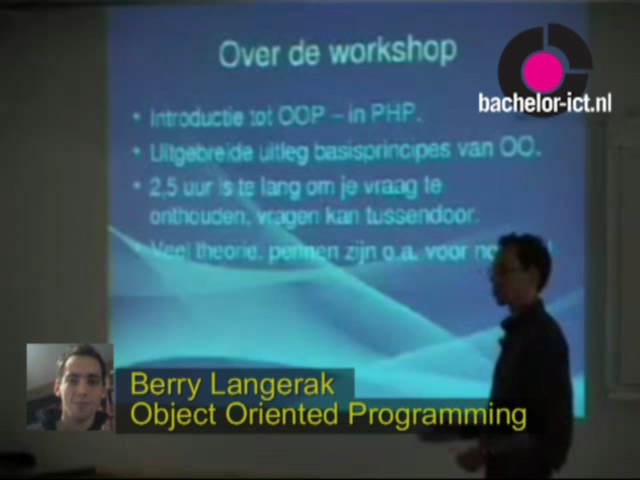 Over de workshop
bachelor-ict.nl
• Introductie tot OOP – in PHP.
• Uitgebreide uitleg basisprincipes van OO.
• 2,5 uur is te lang om je vraag te
onthouden, vragen kan tussendoor.
• Veel theorie, pennen zijn o.a. voor
Berry Langerak
Object Oriented Programming